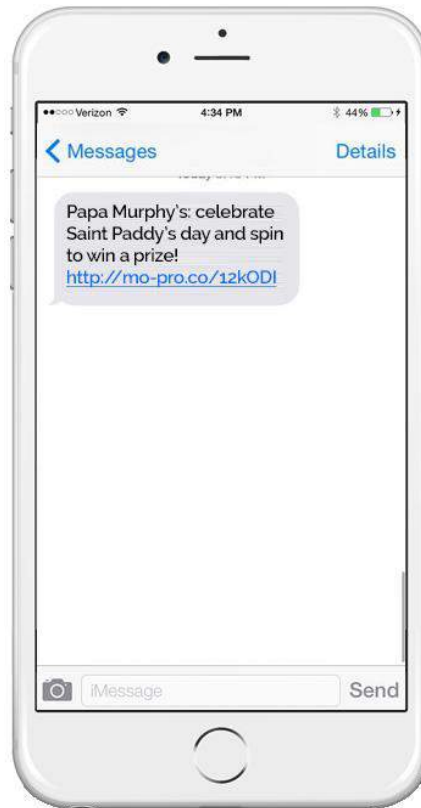 Verizon 4:34 PM 44%
Messages Details
Papa Murphy's: celebrate
Saint Paddy's day and spin
to win a prize!
http://mo-pro.co/12kODI
iMessage Send